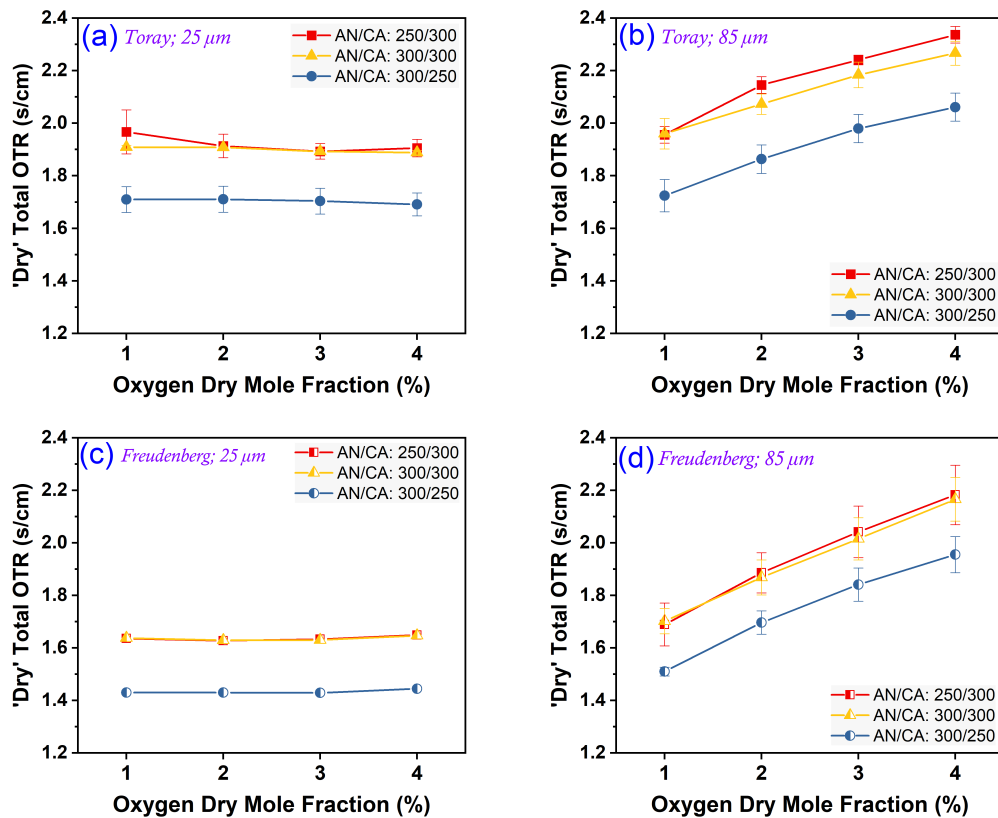 (a) Toray; 25 μm
AN/CA: 250/300
AN/CA: 300/300
AN/CA: 300/250
2.4
2.2
2.0
1.8
1.6
1.4
1.2
'Dry' Total OTR (s/cm)
1 2 3 4
Oxygen Dry Mole Fraction (%)
(b) Toray; 85 μm
AN/CA: 250/300
AN/CA: 300/300
AN/CA: 300/250
2.4
2.2
2.0
1.8
1.6
1.4
1.2
'Dry' Total OTR (s/cm)
1 2 3 4
Oxygen Dry Mole Fraction (%)
(c) Freudenberg; 25 μm
AN/CA: 250/300
AN/CA: 300/300
AN/CA: 300/250
2.4
2.2
2.0
1.8
1.6
1.4
1.2
'Dry' Total OTR (s/cm)
1 2 3 4
Oxygen Dry Mole Fraction (%)
(d) Freudenberg; 85 μm
AN/CA: 250/300
AN/CA: 300/300
AN/CA: 300/250
2.4
2.2
2.0
1.8
1.6
1.4
1.2
'Dry' Total OTR (s/cm)
1 2 3 4
Oxygen Dry Mole Fraction (%)